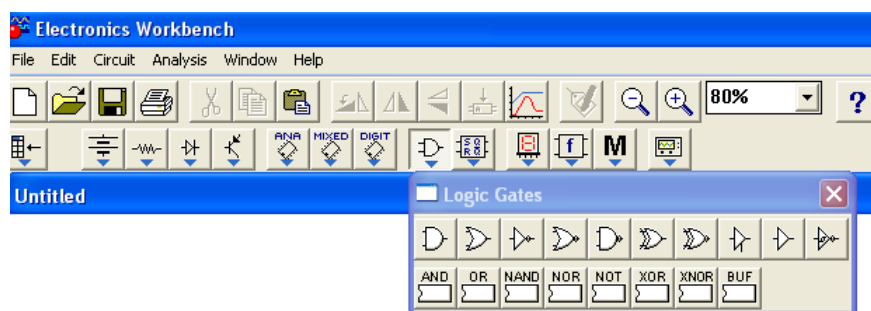 Electronics Workbench
File Edit Circuit Analysis Window Help
80% ?
ANA MIXED DIGIT
f M
Untitled
Logic Gates
AND OR NAND NOR NOT XOR XNOR BUF